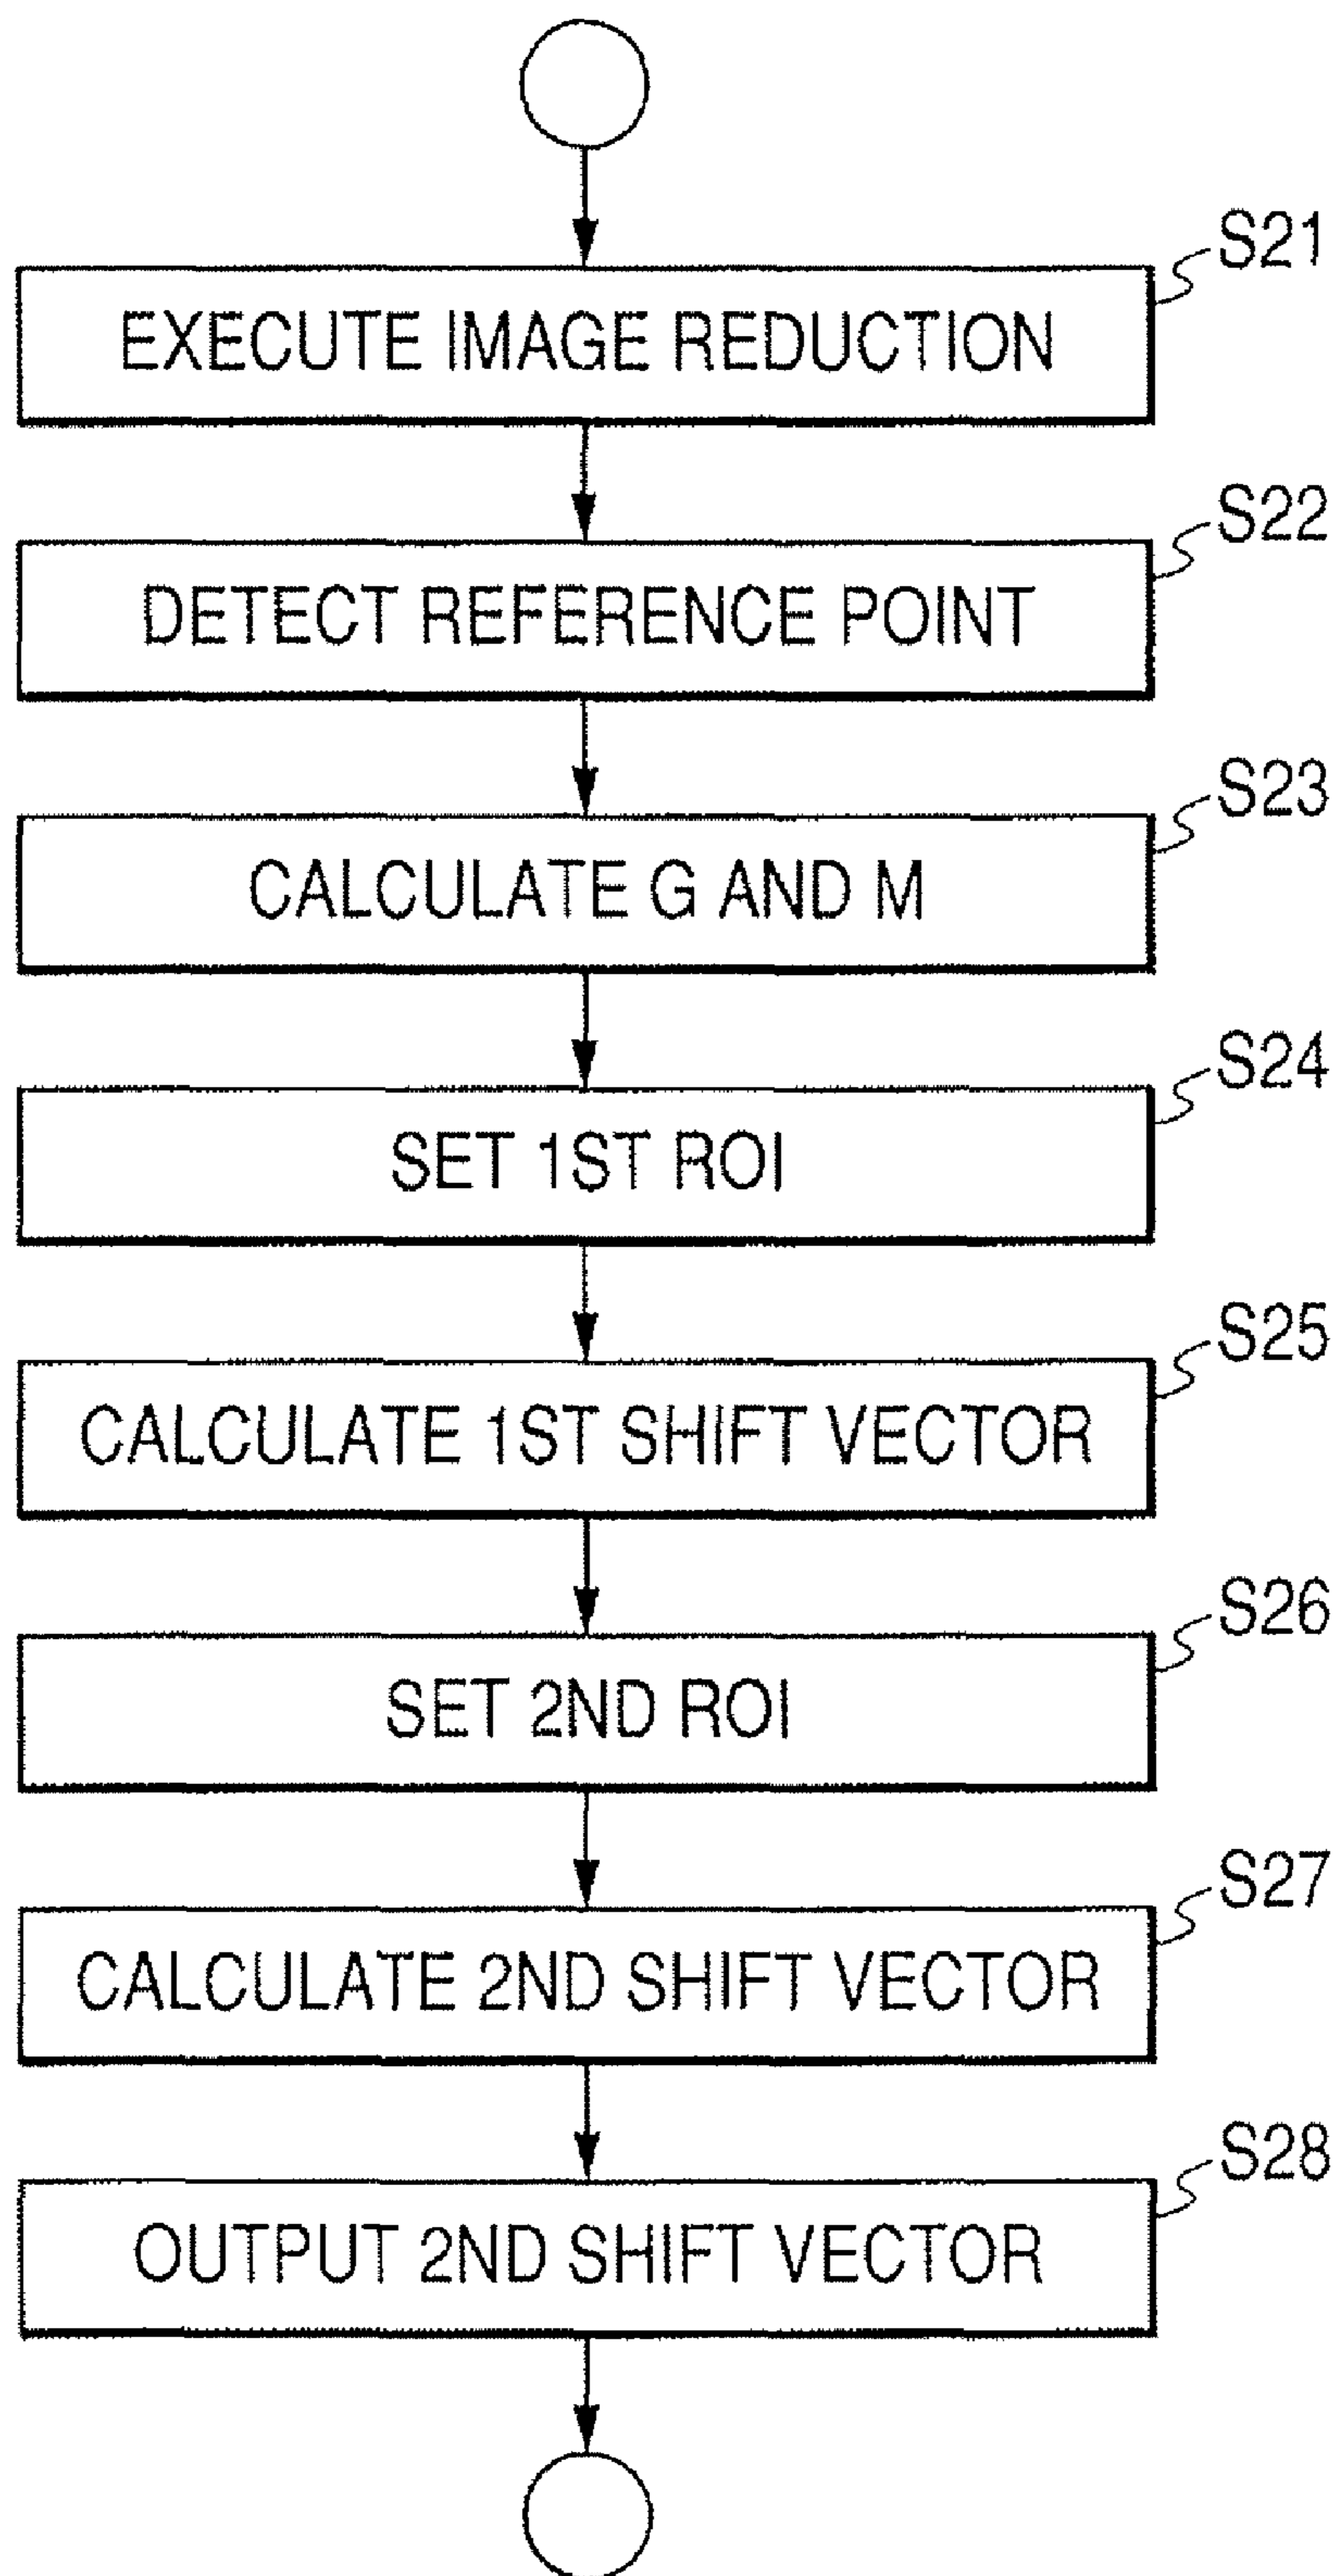 S21
EXECUTE IMAGE REDUCTION
S22
DETECT REFERENCE POINT
S23
CALCULATE G AND M
S24
SET 1ST ROI
S25
CALCULATE 1ST SHIFT VECTOR
S26
SET 2ND ROI
S27
CALCULATE 2ND SHIFT VECTOR
S28
OUTPUT 2ND SHIFT VECTOR